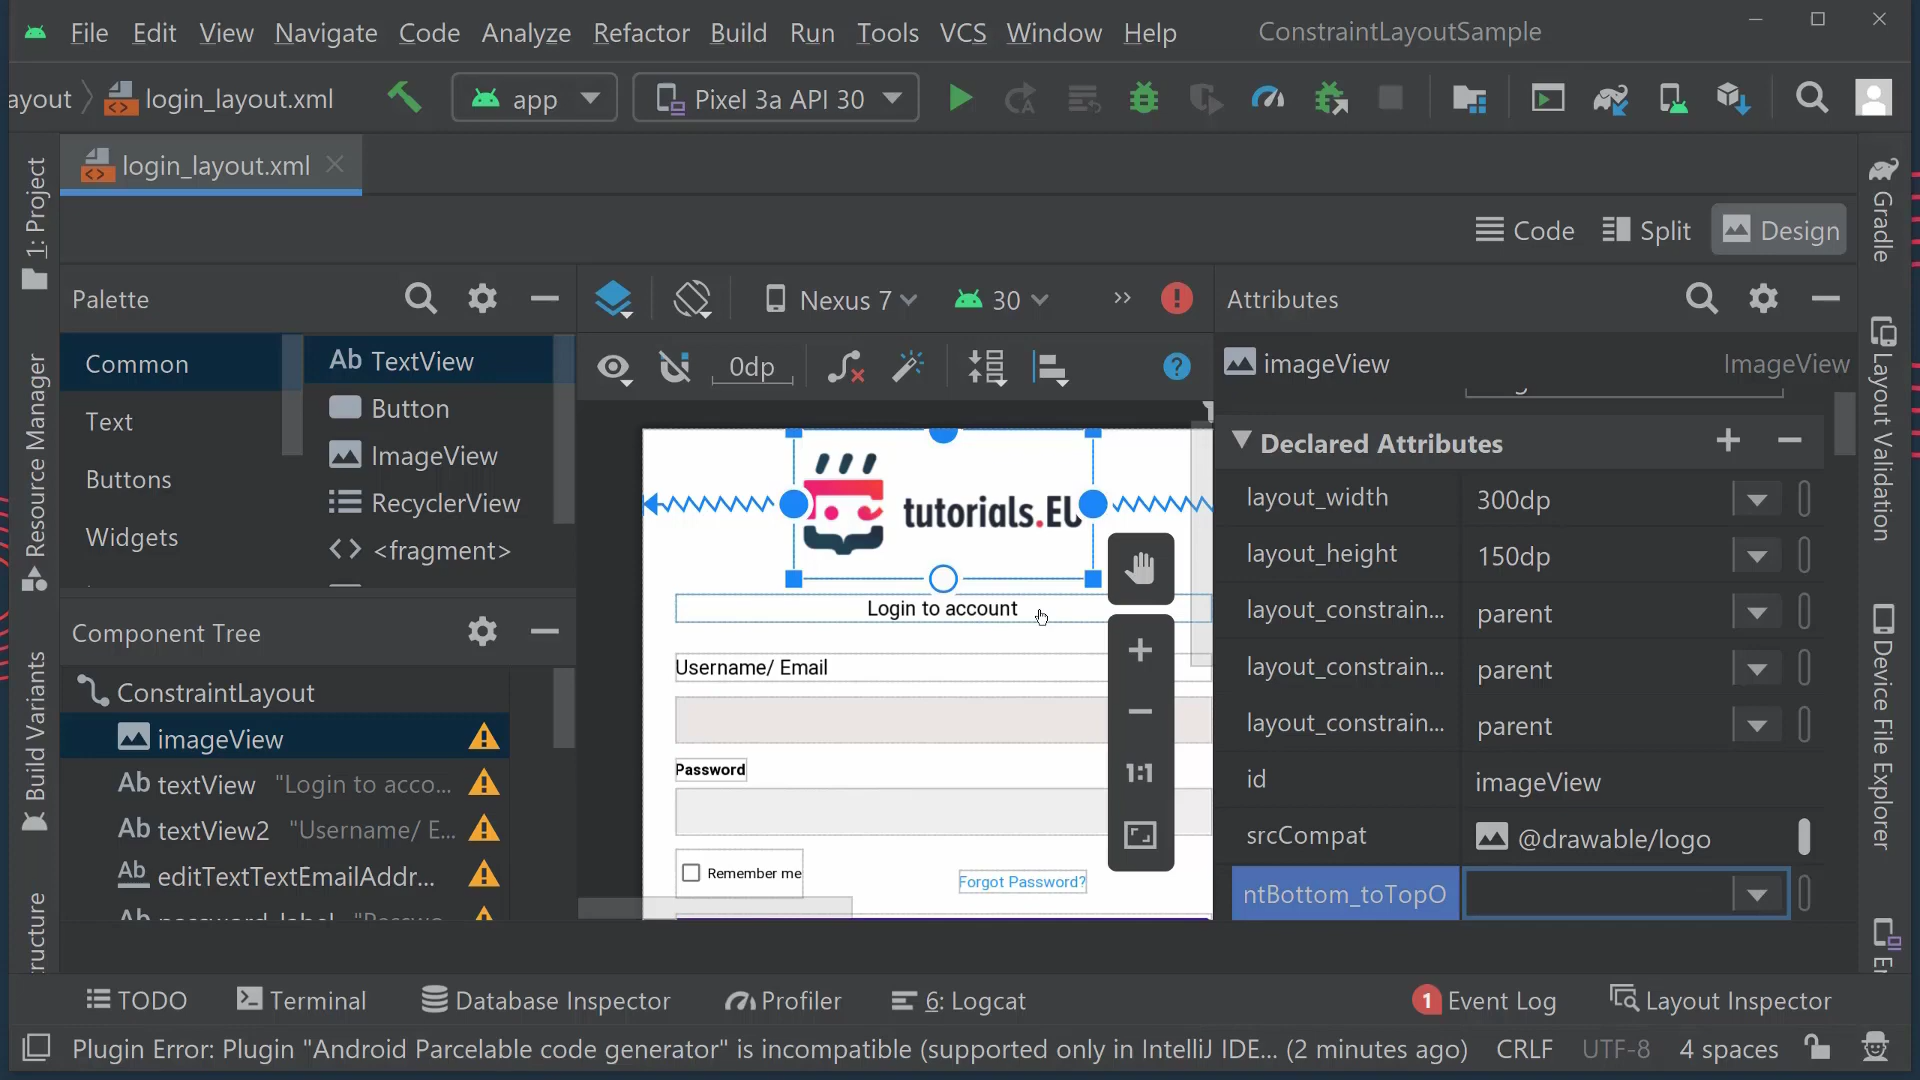 File Edit View Navigate Code Analyze Refactor Build Run Tools VCS Window Help ConstraintLayoutSample
ayout login_layout.xml app Pixel 3a API 30
login_layout.xml
Code Split Design
1: Project
Resource Manager
Build Variants
ructure
Palette
Common
Text
Buttons
Widgets
Ab TextView
Button
ImageView
RecyclerView
<fragment>
Component Tree
ConstraintLayout
imageView
Ab textView "Login to acco...
Ab textView2 "Username/ E...
Ab editTextTextEmailAddr...
Nexus 7 30
0dp
tutorials.EU
Login to account
Username/ Email
Password
Remember me
Forgot Password?
1:1
Attributes
imageView ImageView
Declared Attributes
layout_width 300dp
layout_height 150dp
layout_constrain... parent
layout_constrain... parent
layout_constrain... parent
id imageView
srcCompat @drawable/logo
ntBottom_toTopO
Gradle
Layout Validation
Device File Explorer
TODO Terminal Database Inspector Profiler 6: Logcat 1 Event Log Layout Inspector
Plugin Error: Plugin "Android Parcelable code generator" is incompatible (supported only in IntelliJ IDE... (2 minutes ago) CRLF UTF-8 4 spaces